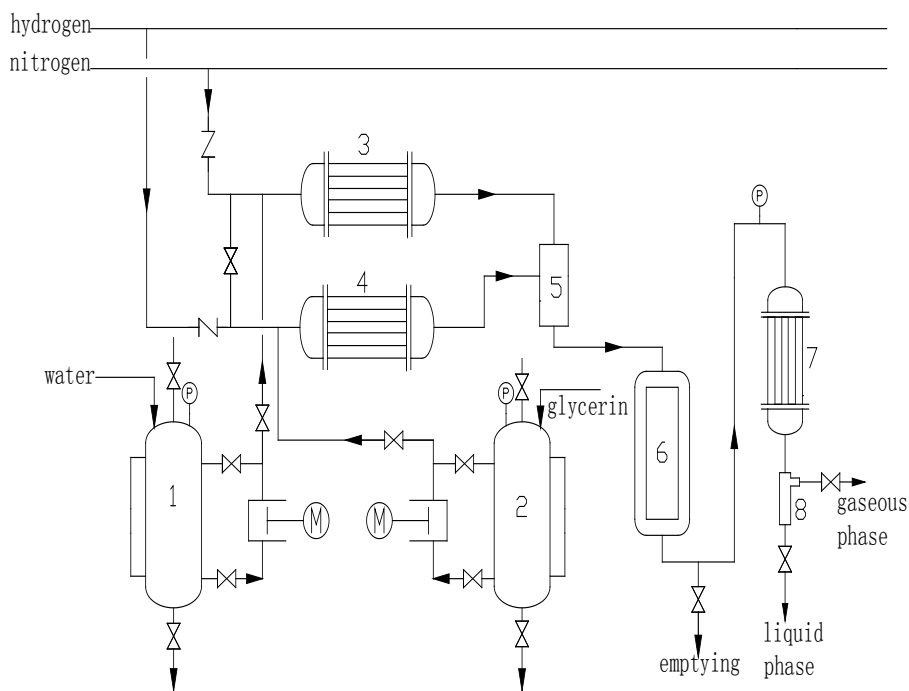 hydrogen
nitrogen
3
4
5
P
7
water
P
P
glycerin
6
1
2
M
M
8
gaseous
phase
liquid
phase
emptying